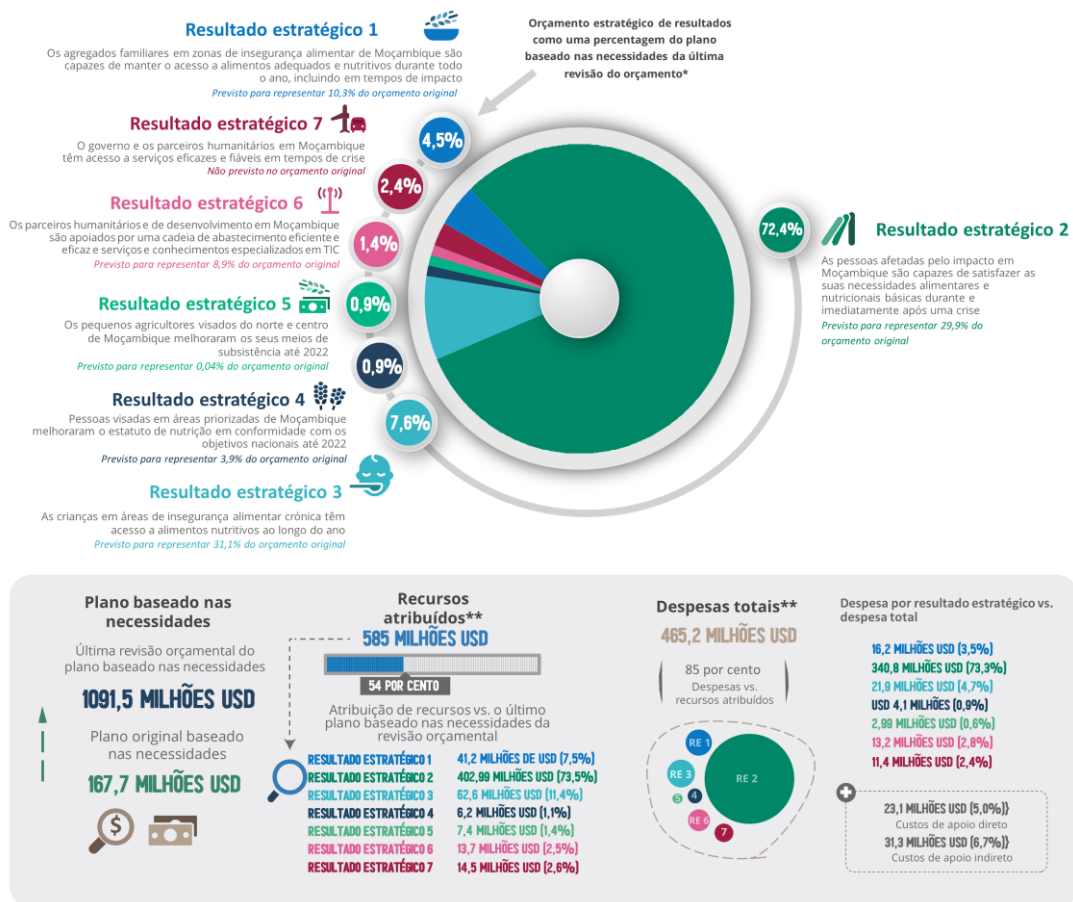 Resultado estratégico 1
Os agregados familiares em zonas de insegurança alimentar de Moçambique são
capazes de manter o acesso a alimentos adequados e nutritivos durante todo
o ano, incluindo em tempos de impacto
Previsto para representar 10,3% do orçamento original
Orçamento estratégico de resultados
como uma percentagem do plano
baseado nas necessidades da última
revisão do orçamento*
4,5%
Resultado estratégico 7
O governo e os parceiros humanitários em Moçambique
têm acesso a serviços eficazes e fiáveis em tempos de crise
Não previsto no orçamento original
2,4%
Resultado estratégico 6
Os parceiros humanitários e de desenvolvimento em Moçambique
são apoiados por uma cadeia de abastecimento eficiente e
eficaz e serviços e conhecimentos especializados em TIC
Previsto para representar 8,9% do orçamento original
1,4%
Resultado estratégico 5
Os pequenos agricultores visados do norte e centro
de Moçambique melhoraram os seus meios de
subsistência até 2022
Previsto para representar 0,04% do orçamento original
0,9%
Resultado estratégico 4
Pessoas visadas em áreas priorizadas de Moçambique
melhoraram o estatuto de nutrição em conformidade com os
objetivos nacionais até 2022
Previsto para representar 3,9% do orçamento original
0,9%
Resultado estratégico 3
As crianças em áreas de insegurança alimentar crónica têm
acesso a alimentos nutritivos ao longo do ano
Previsto para representar 31,1% do orçamento original
7,6%
72,4%
Resultado estratégico 2
As pessoas afetadas pelo impacto em
Moçambique são capazes de satisfazer as
suas necessidades alimentares e
nutricionais básicas durante e
imediatamente após uma crise
Previsto para representar 29,9% do
orçamento original
Plano baseado nas
necessidades
Última revisão orçamental do
plano baseado nas necessidades
1091,5 MILHÕES USD
Plano original baseado
nas necessidades
167,7 MILHÕES USD
$
Recursos
atribuídos**
585 MILHÕES USD
54 POR CENTO
Atribuição de recursos vs. o último
plano baseado nas necessidades da
revisão orçamental
RESULTADO ESTRATÉGICO 1 41,2 MILHÕES DE USD (7,5%)
RESULTADO ESTRATÉGICO 2 402,99 MILHÕES USD (73,5%)
RESULTADO ESTRATÉGICO 3 62,6 MILHÕES USD (11,4%)
RESULTADO ESTRATÉGICO 4 6,2 MILHÕES USD (1,1%)
RESULTADO ESTRATÉGICO 5 7,4 MILHÕES USD (1,4%)
RESULTADO ESTRATÉGICO 6 13,7 MILHÕES USD (2,5%)
RESULTADO ESTRATÉGICO 7 14,5 MILHÕES USD (2,6%)
Despesas totais**
465,2 MILHÕES USD
85 por cento
Despesas vs.
recursos atribuídos
RE 1
RE 2
RE 3
4
5
RE 6
7
Despesa por resultado estratégico vs.
despesa total
16,2 MILHÕES USD (3,5%)
340,8 MILHÕES USD (73,3%)
21,9 MILHÕES USD (4,7%)
USD 4,1 MILHÕES (0,9%)
2,99 MILHÕES USD (0,6%)
13,2 MILHÕES USD (2,8%)
11,4 MILHÕES USD (2,4%)
23,1 MILHÕES USD (5,0%)}
Custos de apoio direto
31,3 MILHÕES USD (6,7%)}
Custos de apoio indireto